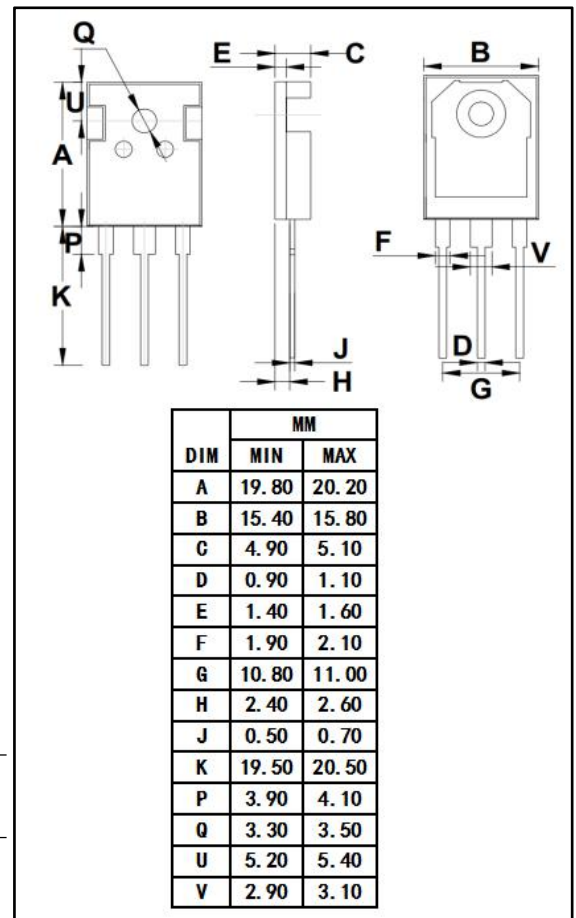 Q
E
C
B
U
A
P
K
F
V
J
D
H
G
MM
DIM MIN MAX
A 19.80 20.20
B 15.40 15.80
C 4.90 5.10
D 0.90 1.10
E 1.40 1.60
F 1.90 2.10
G 10.80 11.00
H 2.40 2.60
J 0.50 0.70
K 19.50 20.50
P 3.90 4.10
Q 3.30 3.50
U 5.20 5.40
V 2.90 3.10